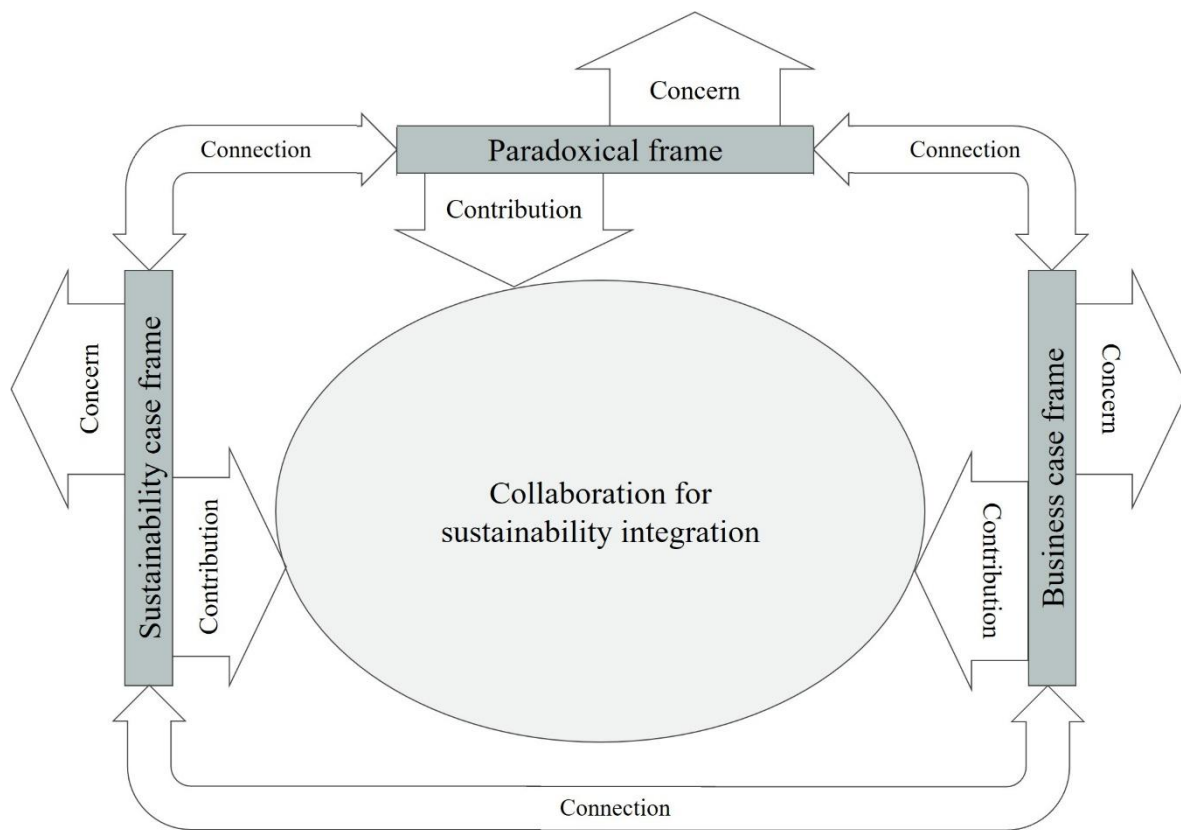 Concern
Connection
Paradoxical frame
Connection
Contribution
Concern
Sustainability case frame
Contribution
Collaboration for
sustainability integration
Contribution
Business case frame
Concern
Connection